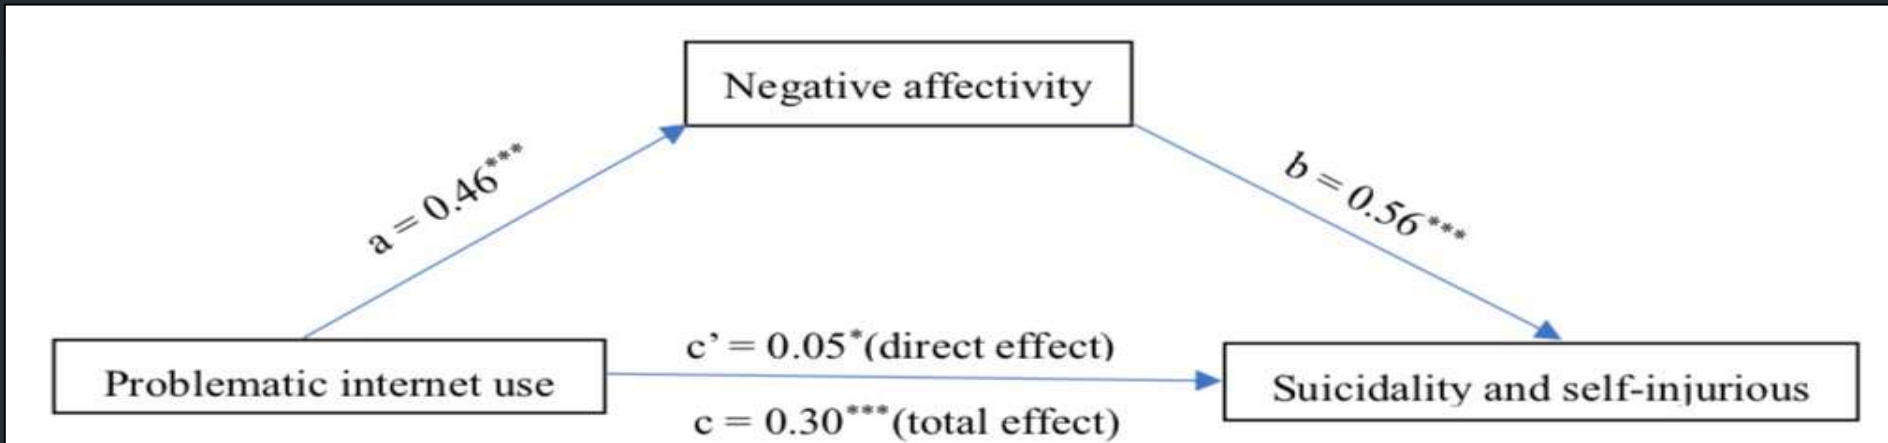 Negative affectivity
a = 0.46***
b = 0.56***
c’ = 0.05*(direct effect)
Problematic internet use
Suicidality and self-injurious
c = 0.30***(total effect)